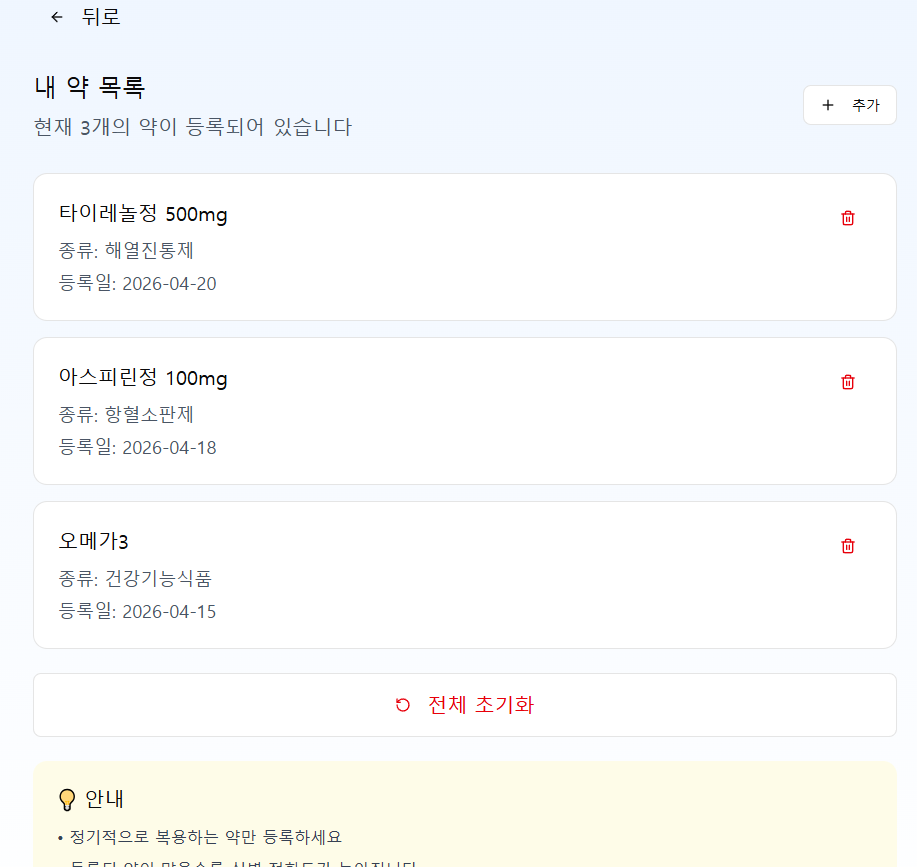 뒤로
내 약 목록
현재 3개의 약이 등록되어 있습니다
추가
타이레놀정 500mg
종류: 해열진통제
등록일: 2026-04-20
아스피린정 100mg
종류: 항혈소판제
등록일: 2026-04-18
오메가3
종류: 건강기능식품
등록일: 2026-04-15
전체 초기화
안내
• 정기적으로 복용하는 약만 등록하세요